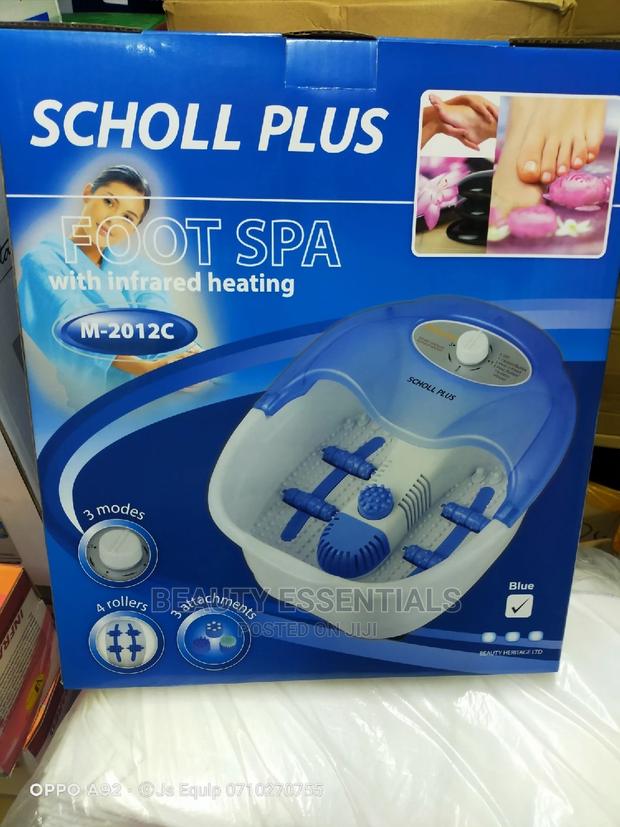 SCHOLL PLUS
FOOT SPA
with infrared heating
M-2012C
SCHOLL PLUS
3 modes
4 rollers
3 attachments
Blue
BEAUTY HERITAGE LTD
BEAUTY ESSENTIALS
POSTED ON JIJI
OPPO A92 · ©Js Equip 0710270755